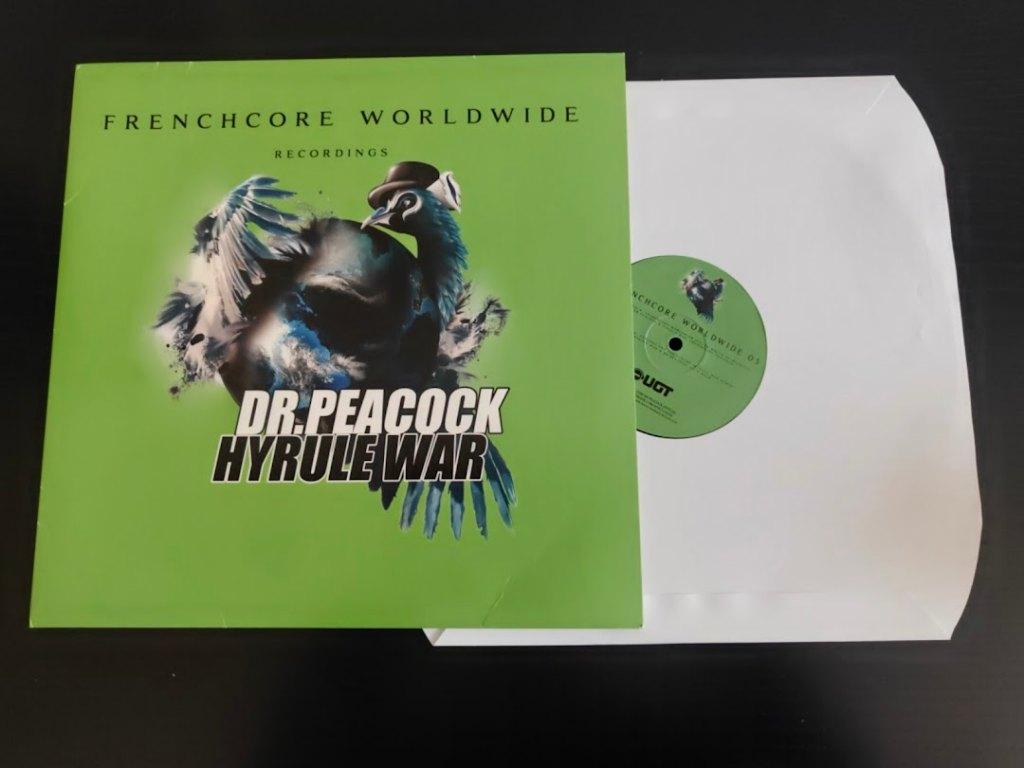 FRENCHCORE WORLDWIDE
RECORDINGS
DR.PEACOCK
HYRULE WAR
NCHCORE WORLDWIDE 05
UGT